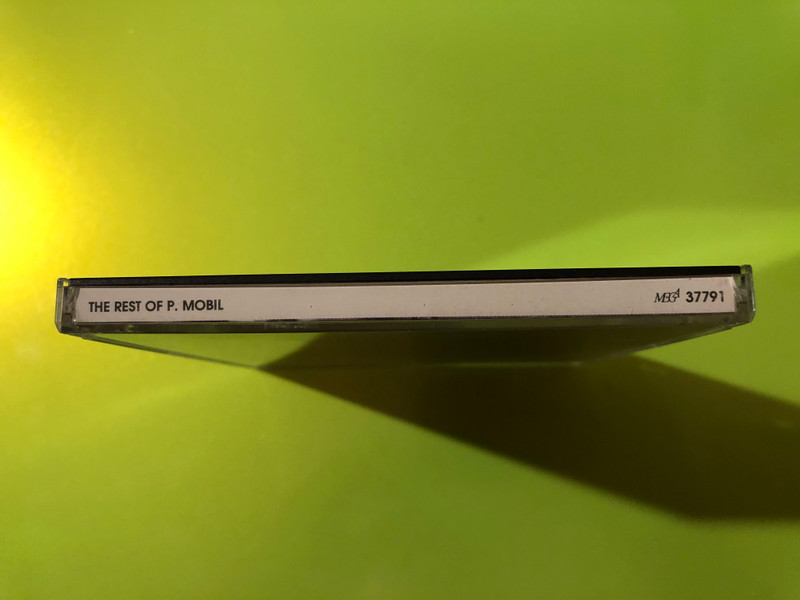 THE REST OF P. MOBIL MEGA 37791